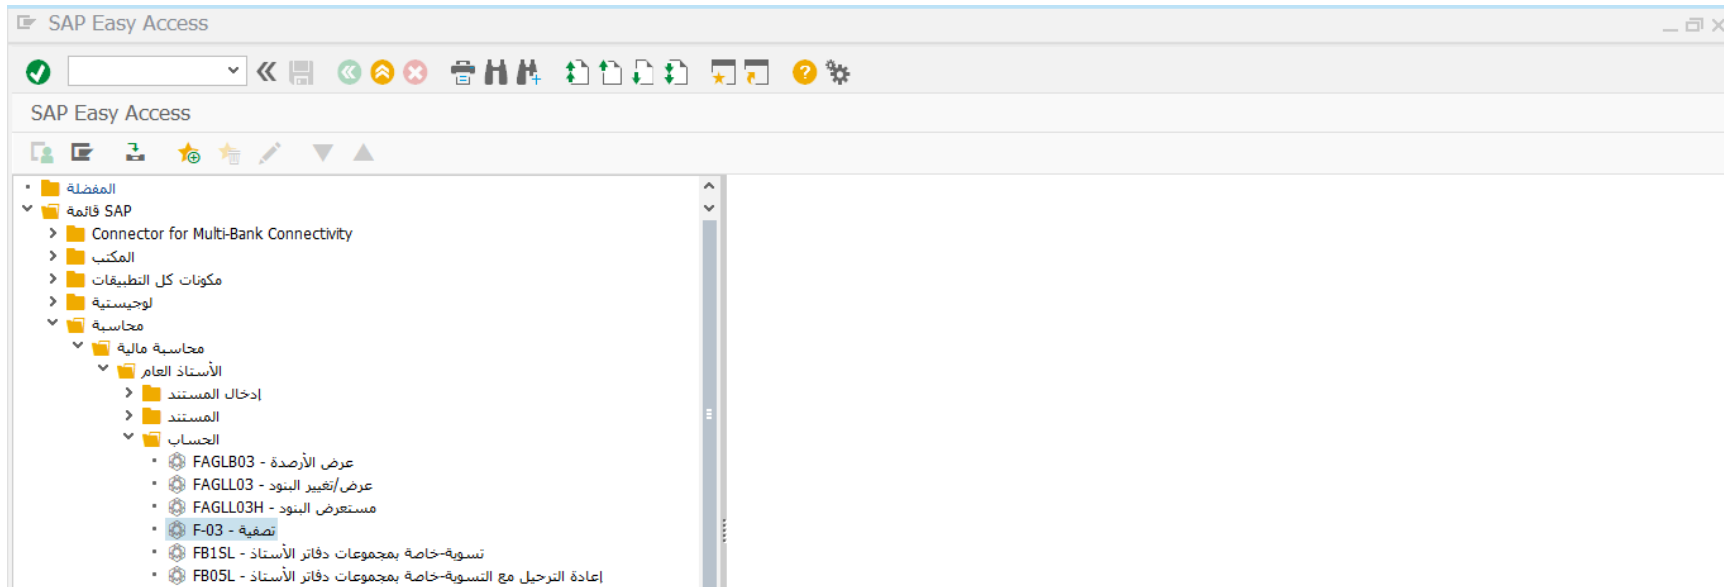 SAP Easy Access
SAP Easy Access
المفضلة
قائمة SAP
Connector for Multi-Bank Connectivity
المكتب
مكونات كل التطبيقات
لوجيستية
محاسبة
محاسبة مالية
الأستاذ العام
إدخال المستند
المستند
الحساب
FAGLB03 - عرض الأرصدة
FAGLL03 - عرض/تغيير البنود
FAGLL03H - مستعرض البنود
F-03 - تصفية
FB1SL - تسوية-خاصة بمجموعات دفاتر الأستاذ
FB05L - إعادة الترحيل مع التسوية-خاصة بمجموعات دفاتر الأستاذ